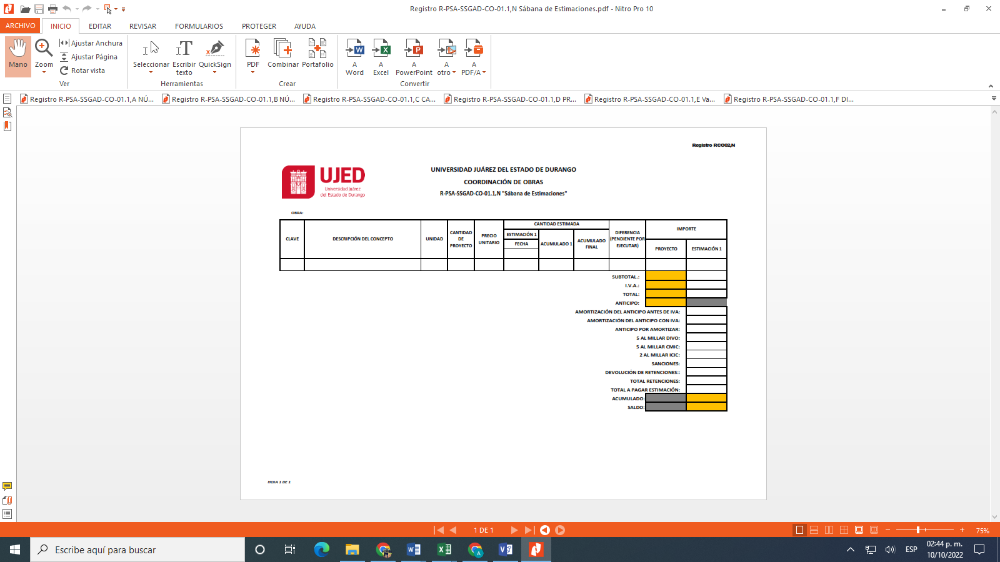 Registro R-PSA-SSGAD-CO-01.1,N Sábana de Estimaciones.pdf - Nitro Pro 10
ARCHIVO INICIO EDITAR REVISAR FORMULARIOS PROTEGER AYUDA
Mano
Zoom
Ajustar Anchura
Ajustar Página
Rotar vista
Ver
Seleccionar
Escribir texto
QuickSign
Herramientas
PDF
Combinar
Portafolio
Crear
A Word
A Excel
A PowerPoint
A otro
A PDF/A
Convertir
Registro R-PSA-SSGAD-CO-01.1,A NÚ...
Registro R-PSA-SSGAD-CO-01.1,B NÚ...
Registro R-PSA-SSGAD-CO-01.1,C CA...
Registro R-PSA-SSGAD-CO-01.1,D PR...
Registro R-PSA-SSGAD-CO-01.1,E Va...
Registro R-PSA-SSGAD-CO-01.1,F DI...
Registro RCO02,N
UJED
Universidad Juárez
del Estado de Durango
UNIVERSIDAD JUÁREZ DEL ESTADO DE DURANGO
COORDINACIÓN DE OBRAS
R-PSA-SSGAD-CO-01.1,N "Sábana de Estimaciones"
OBRA:
CLAVE
DESCRIPCIÓN DEL CONCEPTO
UNIDAD
CANTIDAD DE PROYECTO
PRECIO UNITARIO
CANTIDAD ESTIMADA
ESTIMACIÓN 1
FECHA
ACUMULADO 1
ACUMULADO FINAL
DIFERENCIA (PENDIENTE POR EJECUTAR)
IMPORTE
PROYECTO
ESTIMACIÓN 1
SUBTOTAL.:
I.V.A.:
TOTAL:
ANTICIPO:
AMORTIZACIÓN DEL ANTICIPO ANTES DE IVA:
AMORTIZACIÓN DEL ANTICIPO CON IVA:
ANTICIPO POR AMORTIZAR:
5 AL MILLAR DIVO:
5 AL MILLAR CMIC:
2 AL MILLAR ICIC:
SANCIONES:
DEVOLUCIÓN DE RETENCIONES::
TOTAL RETENCIONES:
TOTAL A PAGAR ESTIMACIÓN:
ACUMULADO:
SALDO:
HOJA 1 DE 1
1 DE 1
75%
Escribe aquí para buscar
ESP
02:44 p. m.
10/10/2022